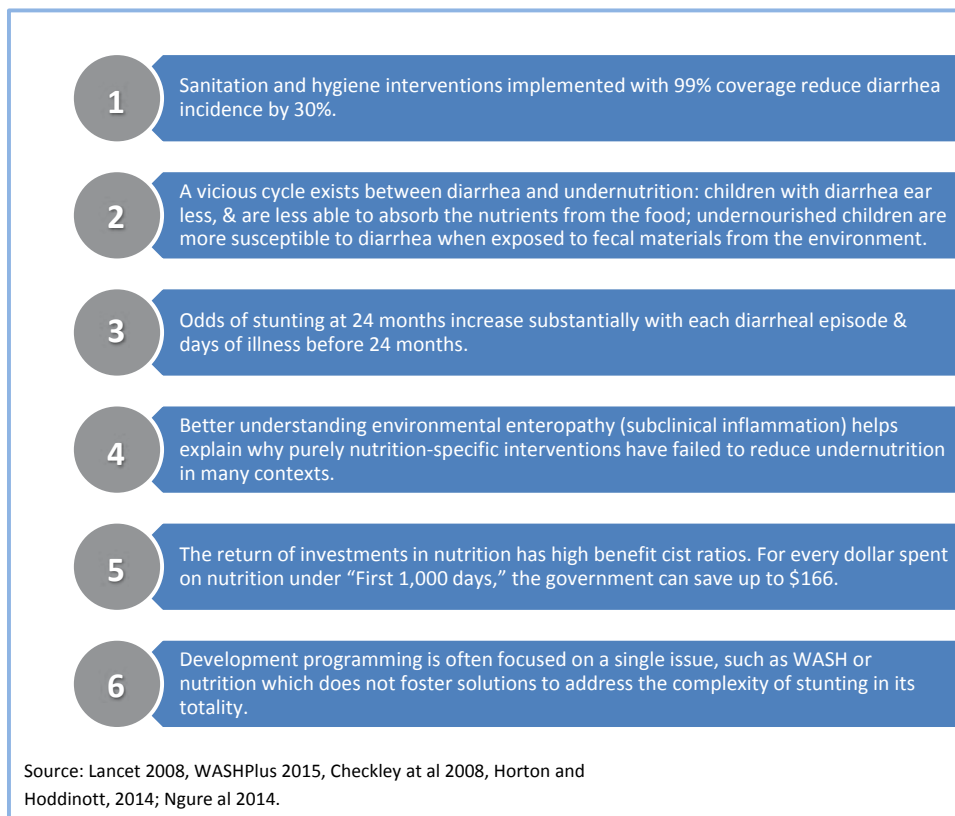 1
Sanitation and hygiene interventions implemented with 99% coverage reduce diarrhea
incidence by 30%.
2
A vicious cycle exists between diarrhea and undernutrition: children with diarrhea ear
less, & are less able to absorb the nutrients from the food; undernourished children are
more susceptible to diarrhea when exposed to fecal materials from the environment.
3
Odds of stunting at 24 months increase substantially with each diarrheal episode &
days of illness before 24 months.
4
Better understanding environmental enteropathy (subclinical inflammation) helps
explain why purely nutrition-specific interventions have failed to reduce undernutrition
in many contexts.
5
The return of investments in nutrition has high benefit cist ratios. For every dollar spent
on nutrition under “First 1,000 days,” the government can save up to $166.
6
Development programming is often focused on a single issue, such as WASH or
nutrition which does not foster solutions to address the complexity of stunting in its
totality.
Source: Lancet 2008, WASHPlus 2015, Checkley at al 2008, Horton and
Hoddinott, 2014; Ngure al 2014.